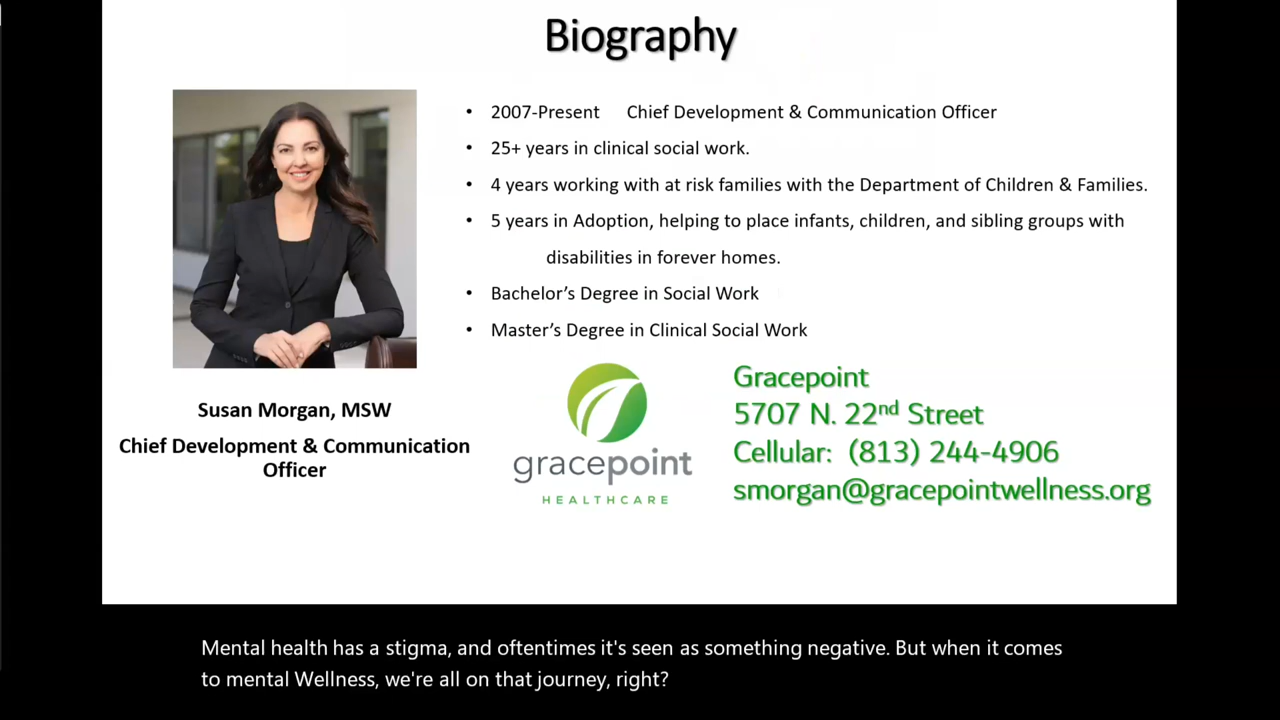 Biography
• 2007-Present Chief Development & Communication Officer
• 25+ years in clinical social work.
• 4 years working with at risk families with the Department of Children & Families.
• 5 years in Adoption, helping to place infants, children, and sibling groups with
disabilities in forever homes.
• Bachelor’s Degree in Social Work
• Master’s Degree in Clinical Social Work
Susan Morgan, MSW
Chief Development & Communication
Officer
gracepoint
HEALTHCARE
Gracepoint
5707 N. 22nd Street
Cellular: (813) 244-4906
smorgan@gracepointwellness.org
Mental health has a stigma, and oftentimes it's seen as something negative. But when it comes
to mental Wellness, we're all on that journey, right?